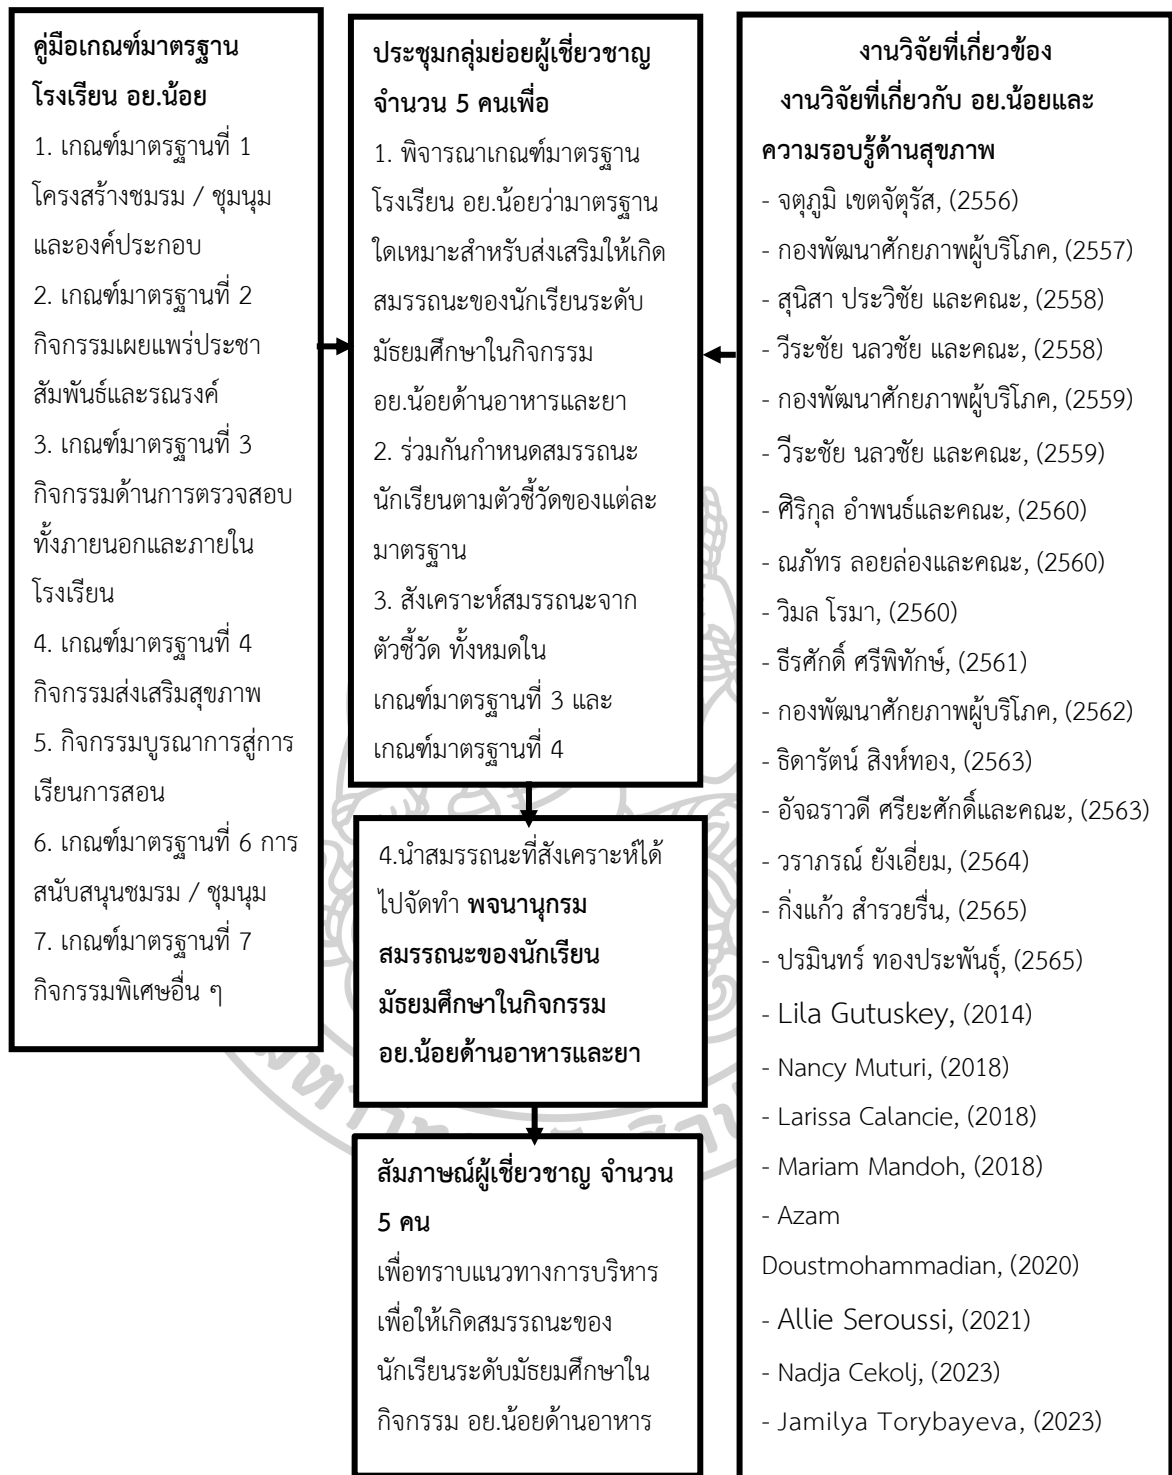 คู่มือเกณฑ์มาตรฐาน
โรงเรียน อย.น้อย
1. เกณฑ์มาตรฐานที่ 1
โครงสร้างชมรม / ชุมนุม
และองค์ประกอบ
2. เกณฑ์มาตรฐานที่ 2
กิจกรรมเผยแพร่ประชา
สัมพันธ์และรณรงค์
3. เกณฑ์มาตรฐานที่ 3
กิจกรรมด้านการตรวจสอบ
ทั้งภายนอกและภายใน
โรงเรียน
4. เกณฑ์มาตรฐานที่ 4
กิจกรรมส่งเสริมสุขภาพ
5. กิจกรรมบูรณาการสู่การ
เรียนการสอน
6. เกณฑ์มาตรฐานที่ 6 การ
สนับสนุนชมรม / ชุมนุม
7. เกณฑ์มาตรฐานที่ 7
กิจกรรมพิเศษอื่น ๆ
ประชุมกลุ่มย่อยผู้เชี่ยวชาญ
จำนวน 5 คนเพื่อ
1. พิจารณาเกณฑ์มาตรฐาน
โรงเรียน อย.น้อยว่ามาตรฐาน
ใดเหมาะสำหรับส่งเสริมให้เกิด
สมรรถนะของนักเรียนระดับ
มัธยมศึกษาในกิจกรรม
อย.น้อยด้านอาหารและยา
2. ร่วมกันกำหนดสมรรถนะ
นักเรียนตามตัวชี้วัดของแต่ละ
มาตรฐาน
3. สังเคราะห์สมรรถนะจาก
ตัวชี้วัด ทั้งหมดใน
เกณฑ์มาตรฐานที่ 3 และ
เกณฑ์มาตรฐานที่ 4
4.นำสมรรถนะที่สังเคราะห์ได้
ไปจัดทำ พจนานุกรม
สมรรถนะของนักเรียน
มัธยมศึกษาในกิจกรรม
อย.น้อยด้านอาหารและยา
สัมภาษณ์ผู้เชี่ยวชาญ จำนวน
5 คน
เพื่อทราบแนวทางการบริหาร
เพื่อให้เกิดสมรรถนะของ
นักเรียนระดับมัธยมศึกษาใน
กิจกรรม อย.น้อยด้านอาหาร
งานวิจัยที่เกี่ยวข้อง
งานวิจัยที่เกี่ยวกับ อย.น้อยและ
ความรอบรู้ด้านสุขภาพ
- จตุภูมิ เขตจัตุรัส, (2556)
- กองพัฒนาศักยภาพผู้บริโภค, (2557)
- สุนิสา ประวิชัย และคณะ, (2558)
- วีระชัย นลวชัย และคณะ, (2558)
- กองพัฒนาศักยภาพผู้บริโภค, (2559)
- วีระชัย นลวชัย และคณะ, (2559)
- ศิริกุล อำพนธ์และคณะ, (2560)
- ณภัทร ลอยล่องและคณะ, (2560)
- วิมล โรมา, (2560)
- ธีรศักดิ์ ศรีพิทักษ์, (2561)
- กองพัฒนาศักยภาพผู้บริโภค, (2562)
- ธิดารัตน์ สิงห์ทอง, (2563)
- อัจฉราวดี ศรียะศักดิ์และคณะ, (2563)
- วราภรณ์ ยังเอี่ยม, (2564)
- กิ่งแก้ว สำรวยรื่น, (2565)
- ปรมินทร์ ทองประพันธุ์, (2565)
- Lila Gutuskey, (2014)
- Nancy Muturi, (2018)
- Larissa Calancie, (2018)
- Mariam Mandoh, (2018)
- Azam
Doustmohammadian, (2020)
- Allie Seroussi, (2021)
- Nadja Cekolj, (2023)
- Jamilya Torybayeva, (2023)